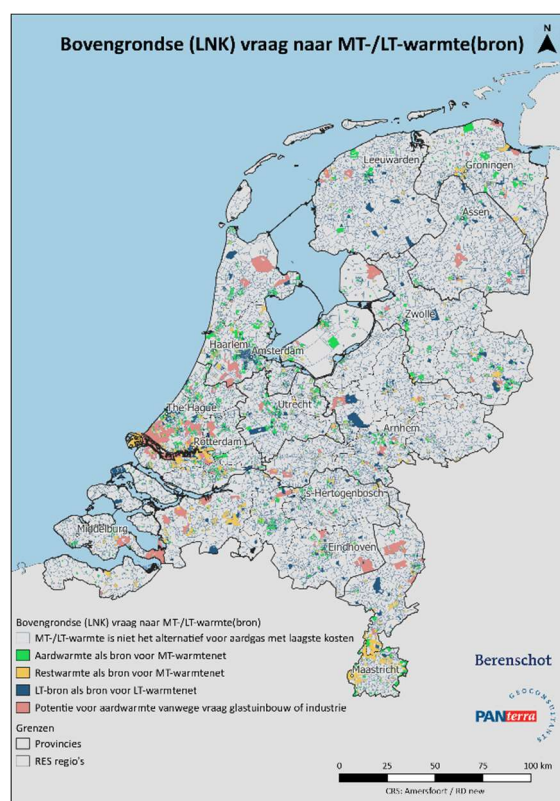 Bovengrondse (LNK) vraag naar MT-/LT-warmte(bron)
N
Leeuwarden
Groningen
Assen
Zwolle
Haarlem
Amsterdam
The Hague
Utrecht
Arnhem
Rotterdam
's-Hertogenbosch
Middelburg
Eindhoven
Maastricht
Bovengrondse (LNK) vraag naar MT-/LT-warmte(bron)
MT-/LT-warmte is niet het alternatief voor aardgas met laagste kosten
Aardwarmte als bron voor MT-warmtenet
Restwarmte als bron voor MT-warmtenet
LT-bron als bron voor LT-warmtenet
Potentie voor aardwarmte vanwege vraag glastuinbouw of industrie
Grenzen
Provincies
RES regio's
Berenschot
PANterra
GEOCONSULTANTS
0 25 50 75 100 km
CRS: Amersfoort / RD new